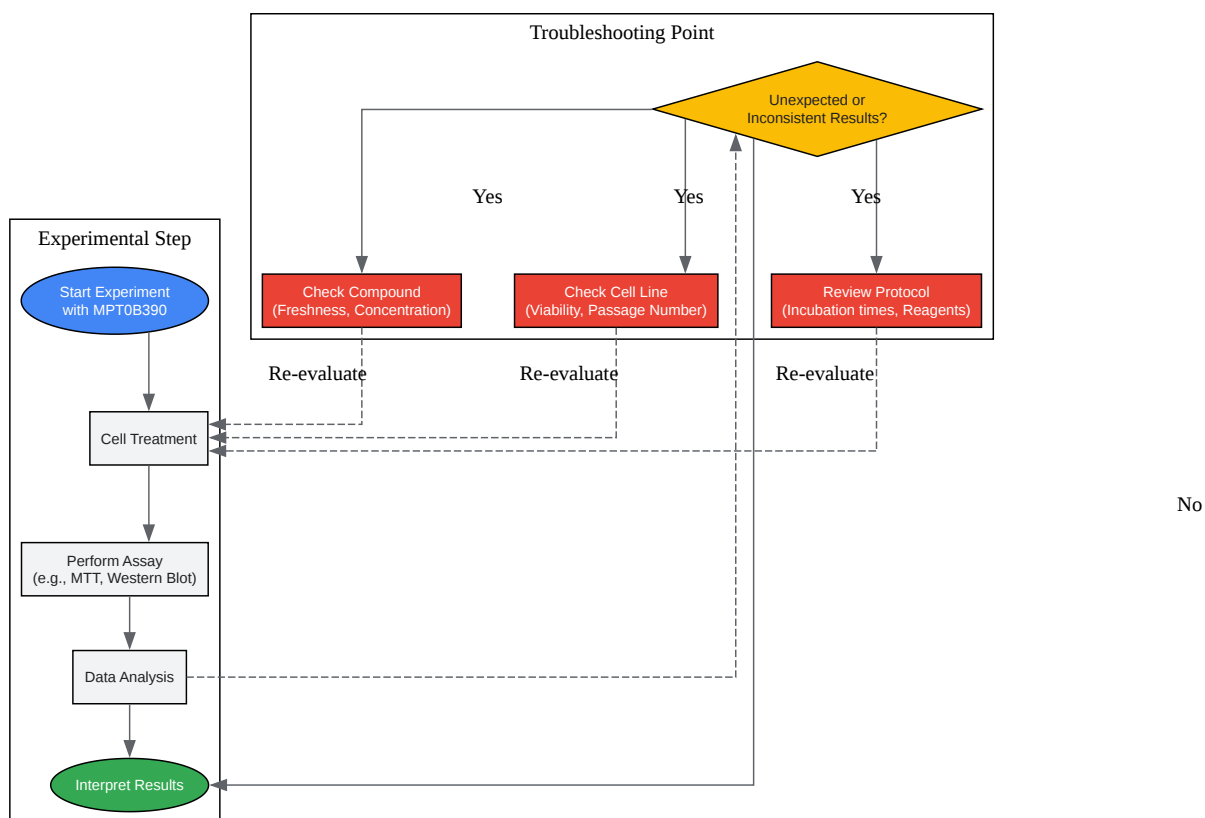 Troubleshooting Point
Unexpected or
Inconsistent Results?
Yes
Yes
Yes
Experimental Step
Start Experiment
with MPT0B390
Check Compound
(Freshness, Concentration)
Check Cell Line
(Viability, Passage Number)
Review Protocol
(Incubation times, Reagents)
Re-evaluate
Re-evaluate
Re-evaluate
Cell Treatment
No
Perform Assay
(e.g., MTT, Western Blot)
Data Analysis
Interpret Results